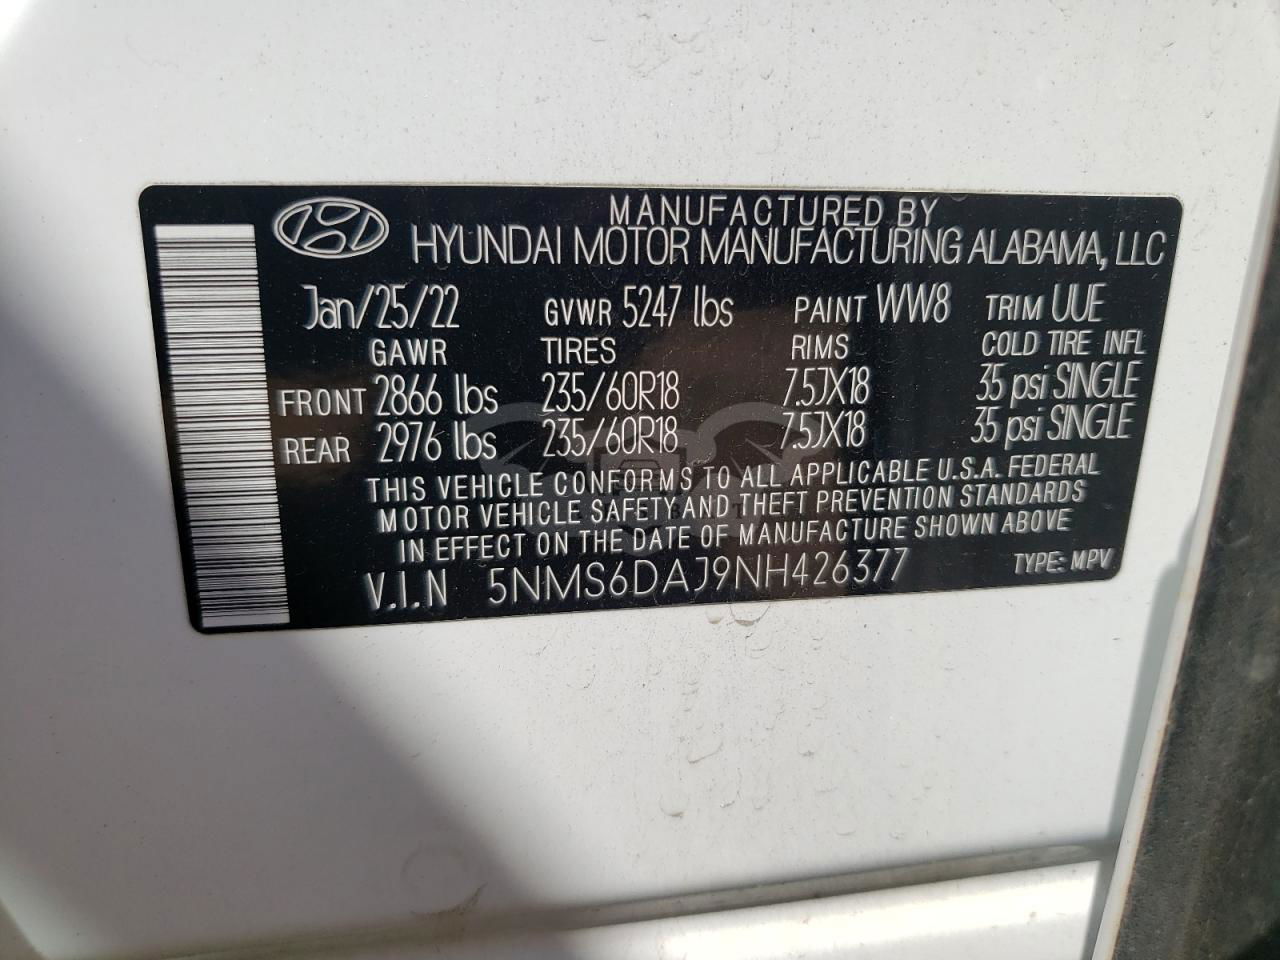 MANUFACTURED BY
HYUNDAI MOTOR MANUFACTURING ALABAMA, LLC
Jan/25/22 GVWR 5247 lbs PAINT WW8 TRIM UUE
GAWR TIRES RIMS COLD TIRE INFL
FRONT 2866 lbs 235/60R18 7.5JX18 35 psi SINGLE
REAR 2976 lbs 235/60R18 7.5JX18 35 psi SINGLE
THIS VEHICLE CONFORMS TO ALL APPLICABLE U.S.A. FEDERAL
MOTOR VEHICLE SAFETY AND THEFT PREVENTION STANDARDS
IN EFFECT ON THE DATE OF MANUFACTURE SHOWN ABOVE
V.I.N 5NMS6DAJ9NH426377 TYPE: MPV